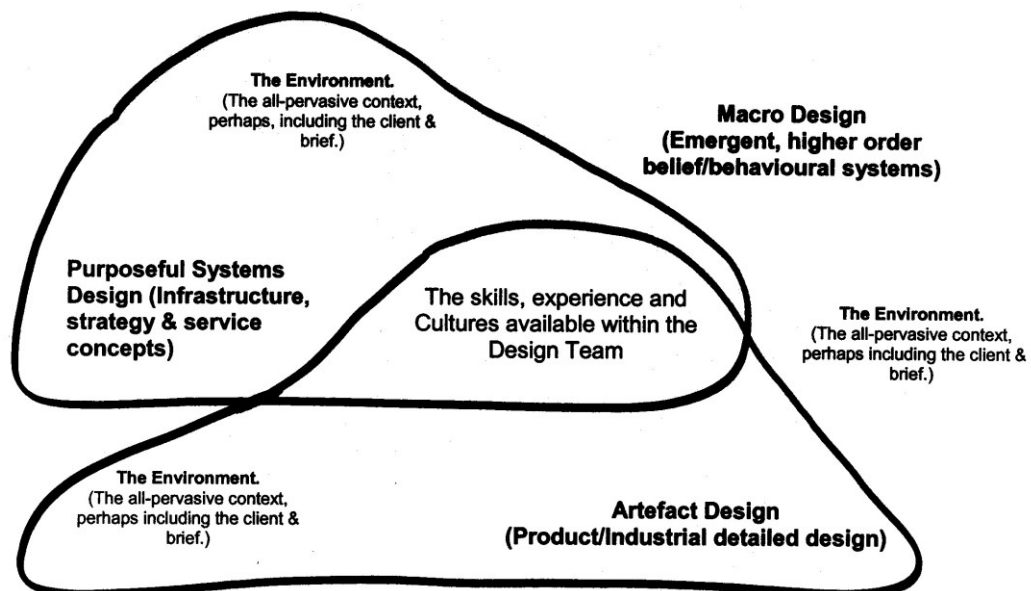 The Environment.
(The all-pervasive context,
perhaps, including the client &
brief.)
Macro Design
(Emergent, higher order
belief/behavioural systems)
Purposeful Systems
Design (Infrastructure,
strategy & service
concepts)
The skills, experience and
Cultures available within the
Design Team
The Environment.
(The all-pervasive context,
perhaps including the client &
brief.)
The Environment.
(The all-pervasive context,
perhaps including the client &
brief.)
Artefact Design
(Product/Industrial detailed design)